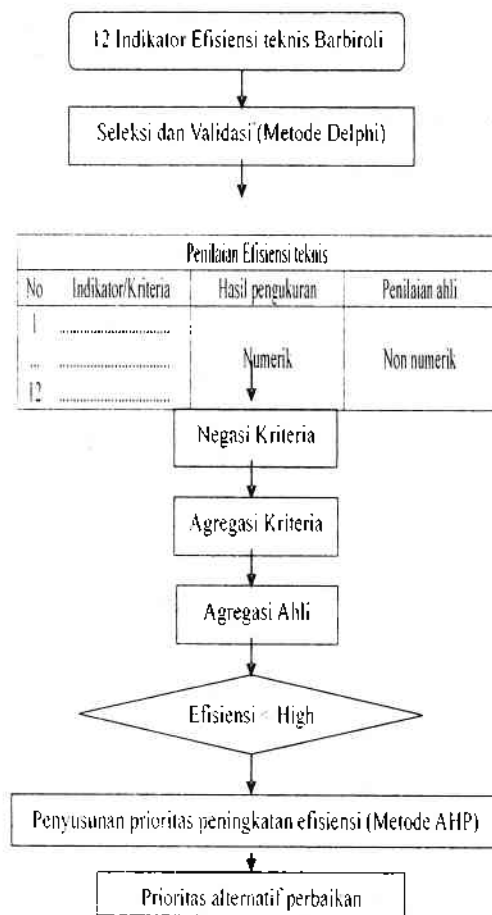 12 Indikator Efisiensi teknis Barbiroli
Seleksi dan Validasi (Metode Delphi)
Penilaian Efisiensi teknis
No Indikator/Kriteria Hasil pengukuran Penilaian ahli
1 ........................
... ........................ Numerik Non numerik
12 ........................
Negasi Kriteria
Agregasi Kriteria
Agregasi Ahli
Efisiensi < High
Penyusunan prioritas peningkatan efisiensi (Metode AHP)
Prioritas alternatif perbaikan